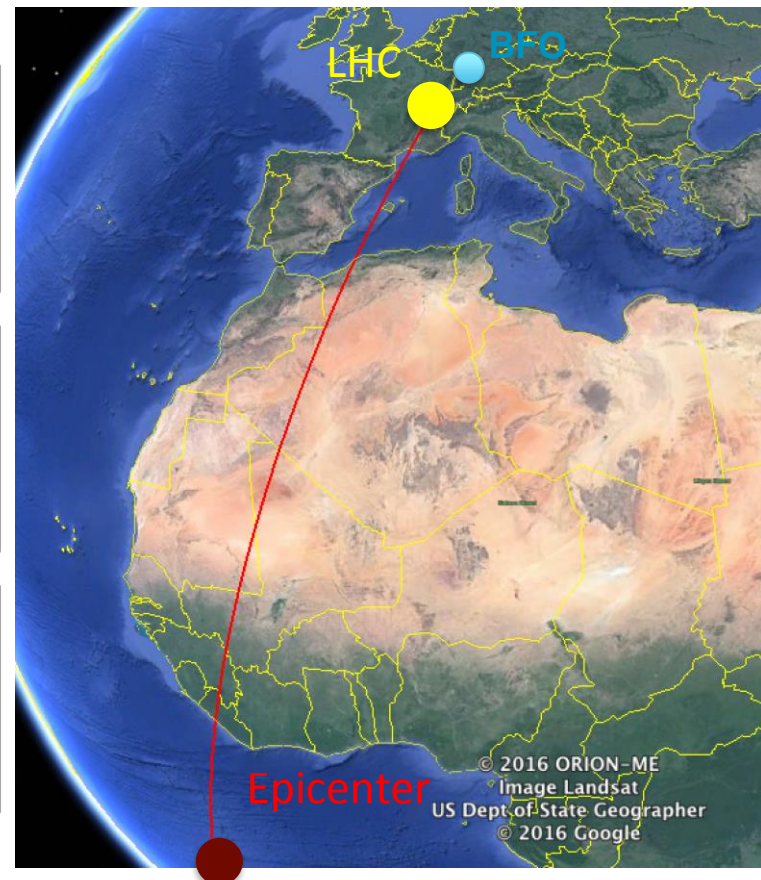 BFO
LHC
Epicenter
© 2016 ORION-ME
Image Landsat
US Dept of State Geographer
© 2016 Google